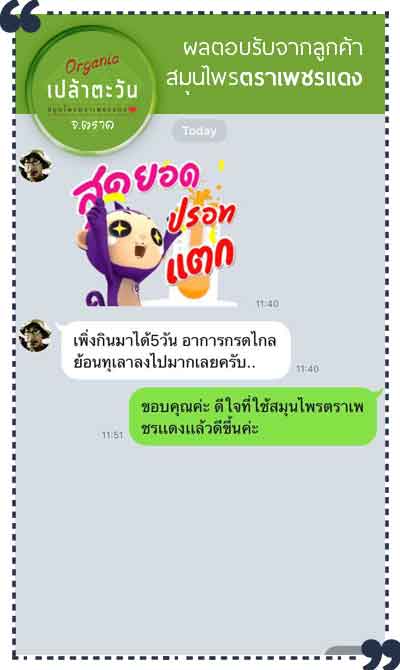 ผลตอบรับจากลูกค้า
สมุนไพรตราเพชรแดง
Organic
เปล้าตะวัน
สมุนไพรตราเพชรแดง
จ.ตราด
Today
สุดยอด
ปรอท
แตก
11:40
เพิ่งกินมาได้5วัน อาการกรดไกล
ย้อนทุเลาลงไปมากเลยครับ..
11:40
ขอบคุณค่ะ ดีใจที่ใช้สมุนไพรตราเพ
ชรแดงแล้วดีขึ้นค่ะ
11:51